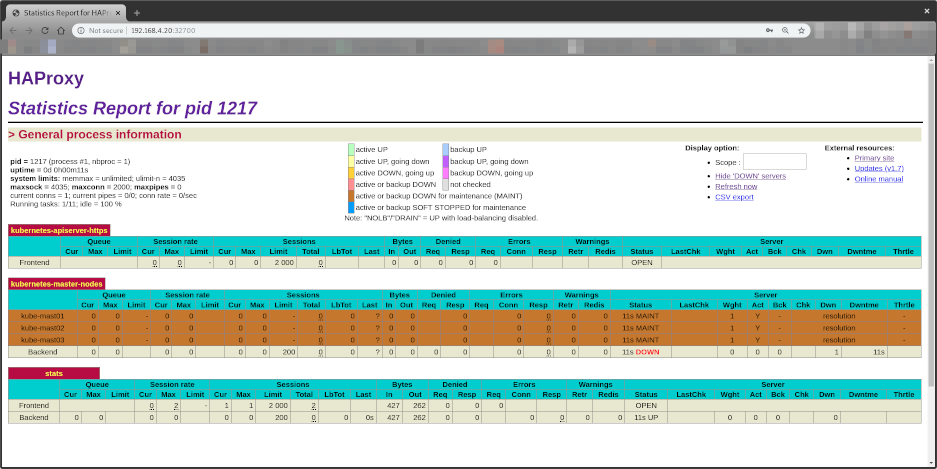 Statistics Report for HAPr
Not secure | 192.168.4.20:32700
HAProxy
Statistics Report for pid 1217
> General process information
pid = 1217 (process #1, nbproc = 1)
uptime = 0d 0h00m11s
system limits: memmax = unlimited; ulimit-n = 4035
maxsock = 4035; maxconn = 2000; maxpipes = 0
current conns = 1; current pipes = 0/0; conn rate = 0/sec
Running tasks: 1/11; idle = 100 %
active UP backup UP
active UP, going down backup UP, going down
active DOWN, going up backup DOWN, going up
active or backup DOWN not checked
active or backup DOWN for maintenance (MAINT)
active or backup SOFT STOPPED for maintenance
Note: "NOLB"/"DRAIN" = UP with load-balancing disabled.
Display option:
Scope :
Hide 'DOWN' servers
Refresh now
CSV export
External resources:
Primary site
Updates (v1.7)
Online manual
kubernetes-apiserver-https
Queue Session rate Sessions Bytes Denied Errors Warnings Server
Cur Max Limit Cur Max Limit Cur Max Limit Total LbTot Last In Out Req Resp Req Conn Resp Retr Redis Status LastChk Wght Act Bck Chk Dwn Dwntme Thrtle
Frontend 0 0 - 0 0 2 000 0 0 0 0 0 0 OPEN
kubernetes-master-nodes
Queue Session rate Sessions Bytes Denied Errors Warnings Server
Cur Max Limit Cur Max Limit Cur Max Limit Total LbTot Last In Out Req Resp Req Conn Resp Retr Redis Status LastChk Wght Act Bck Chk Dwn Dwntme Thrtle
kube-mast01 0 0 - 0 0 0 0 - 0 0 ? 0 0 0 0 0 0 0 11s MAINT 1 Y - resolution -
kube-mast02 0 0 - 0 0 0 0 - 0 0 ? 0 0 0 0 0 0 0 11s MAINT 1 Y - resolution -
kube-mast03 0 0 - 0 0 0 0 - 0 0 ? 0 0 0 0 0 0 0 11s MAINT 1 Y - resolution -
Backend 0 0 0 0 0 0 200 0 0 ? 0 0 0 0 0 0 0 0 11s DOWN 0 0 0 1 11s
stats
Queue Session rate Sessions Bytes Denied Errors Warnings Server
Cur Max Limit Cur Max Limit Cur Max Limit Total LbTot Last In Out Req Resp Req Conn Resp Retr Redis Status LastChk Wght Act Bck Chk Dwn Dwntme Thrtle
Frontend 0 2 - 1 1 2 000 2 427 262 0 0 0 OPEN
Backend 0 0 0 0 0 0 200 0 0 0s 427 262 0 0 0 0 0 0 11s UP 0 0 0 0